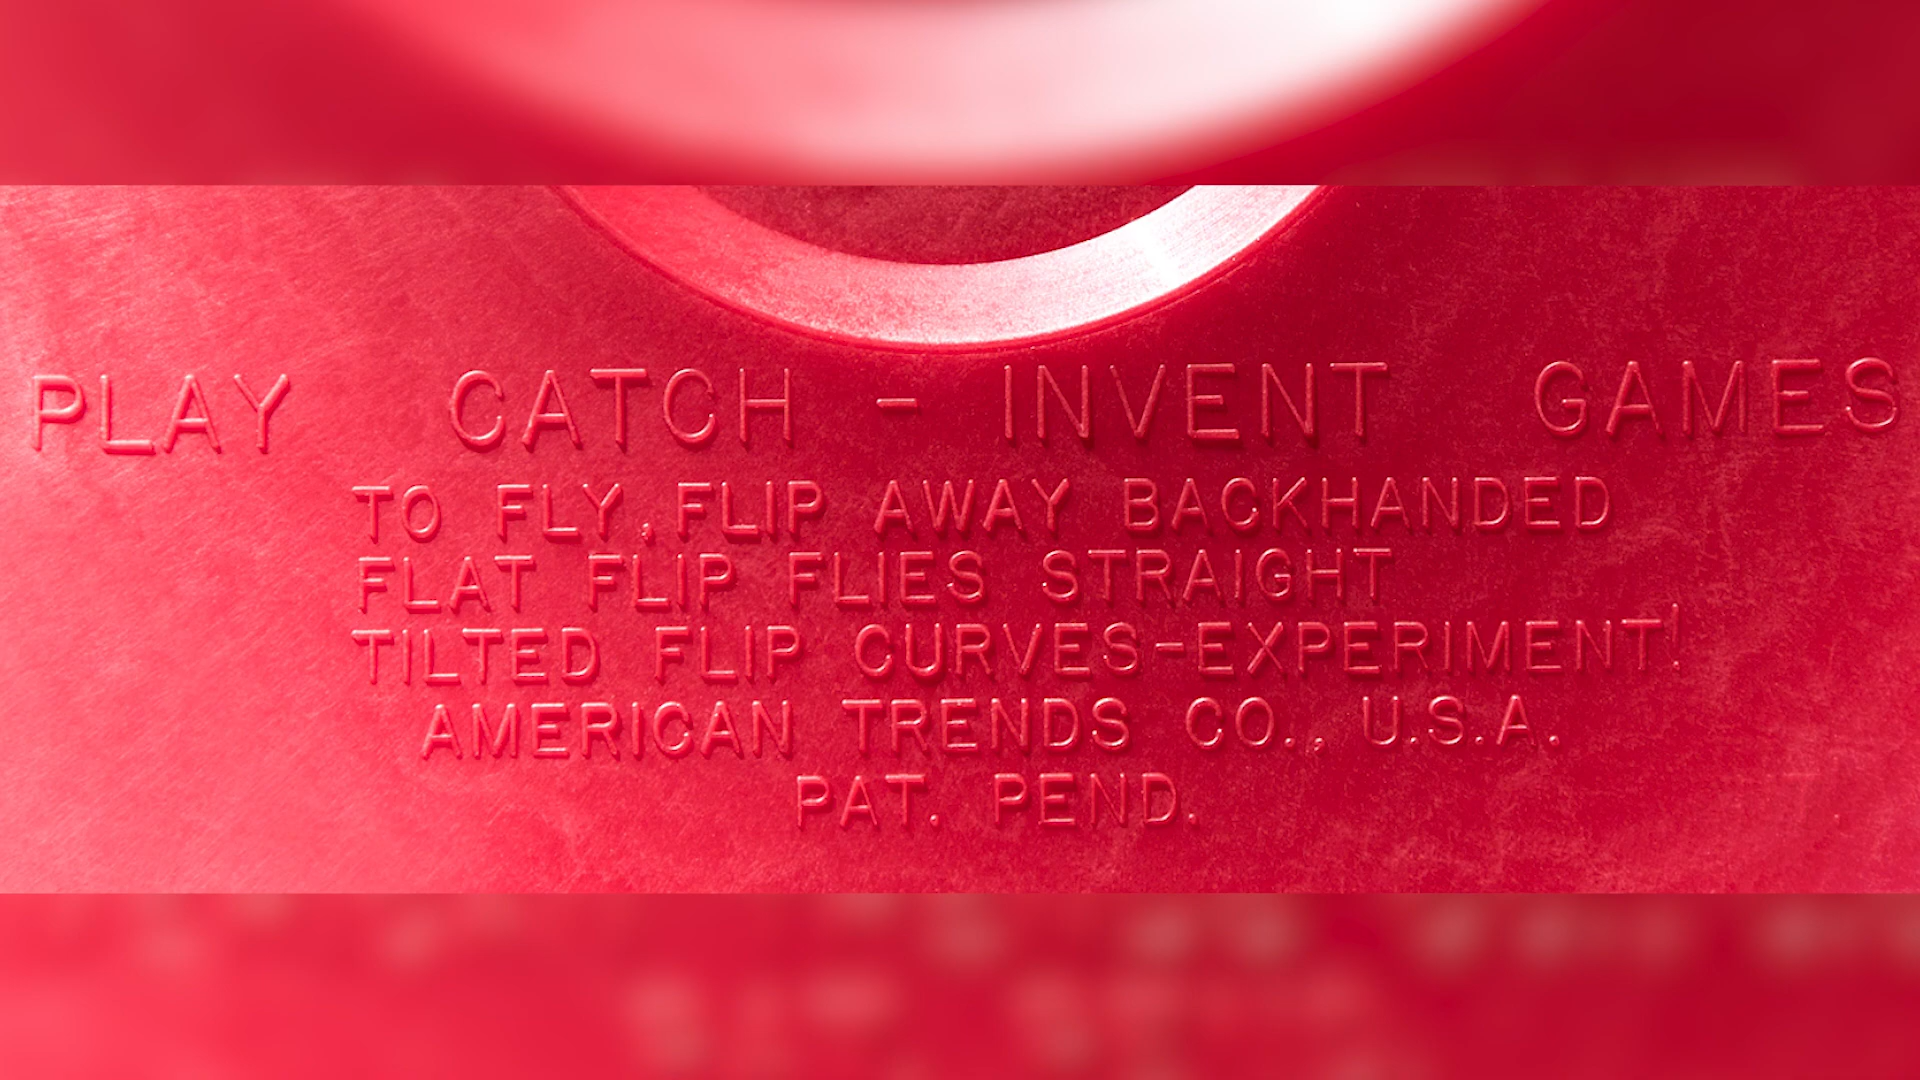 PLAY CATCH - INVENT GAMES
TO FLY, FLIP AWAY BACKHANDED
FLAT FLIP FLIES STRAIGHT
TILTED FLIP CURVES-EXPERIMENT!
AMERICAN TRENDS CO., U.S.A.
PAT. PEND.